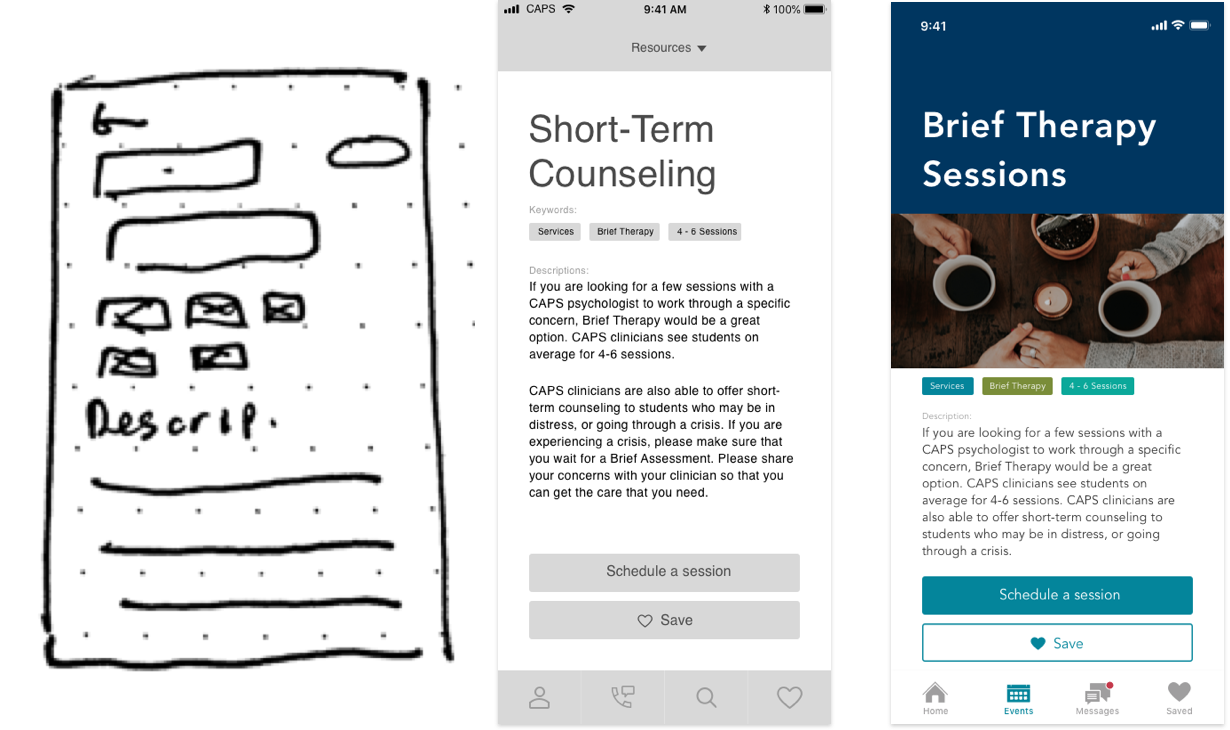 Descrip.
CAPS 9:41 AM 100%
Resources
Short-Term
Counseling
Keywords:
Services Brief Therapy 4 - 6 Sessions
Descriptions:
If you are looking for a few sessions with a
CAPS psychologist to work through a specific
concern, Brief Therapy would be a great
option. CAPS clinicians see students on
average for 4-6 sessions.
CAPS clinicians are also able to offer short-
term counseling to students who may be in
distress, or going through a crisis. If you are
experiencing a crisis, please make sure that
you wait for a Brief Assessment. Please share
your concerns with your clinician so that you
can get the care that you need.
Schedule a session
Save
9:41
Brief Therapy
Sessions
Services Brief Therapy 4 - 6 Sessions
Description:
If you are looking for a few sessions with a
CAPS psychologist to work through a specific
concern, Brief Therapy would be a great
option. CAPS clinicians see students on
average for 4-6 sessions. CAPS clinicians are
also able to offer short-term counseling to
students who may be in distress, or going
through a crisis.
Schedule a session
Save
Home Events Messages Saved